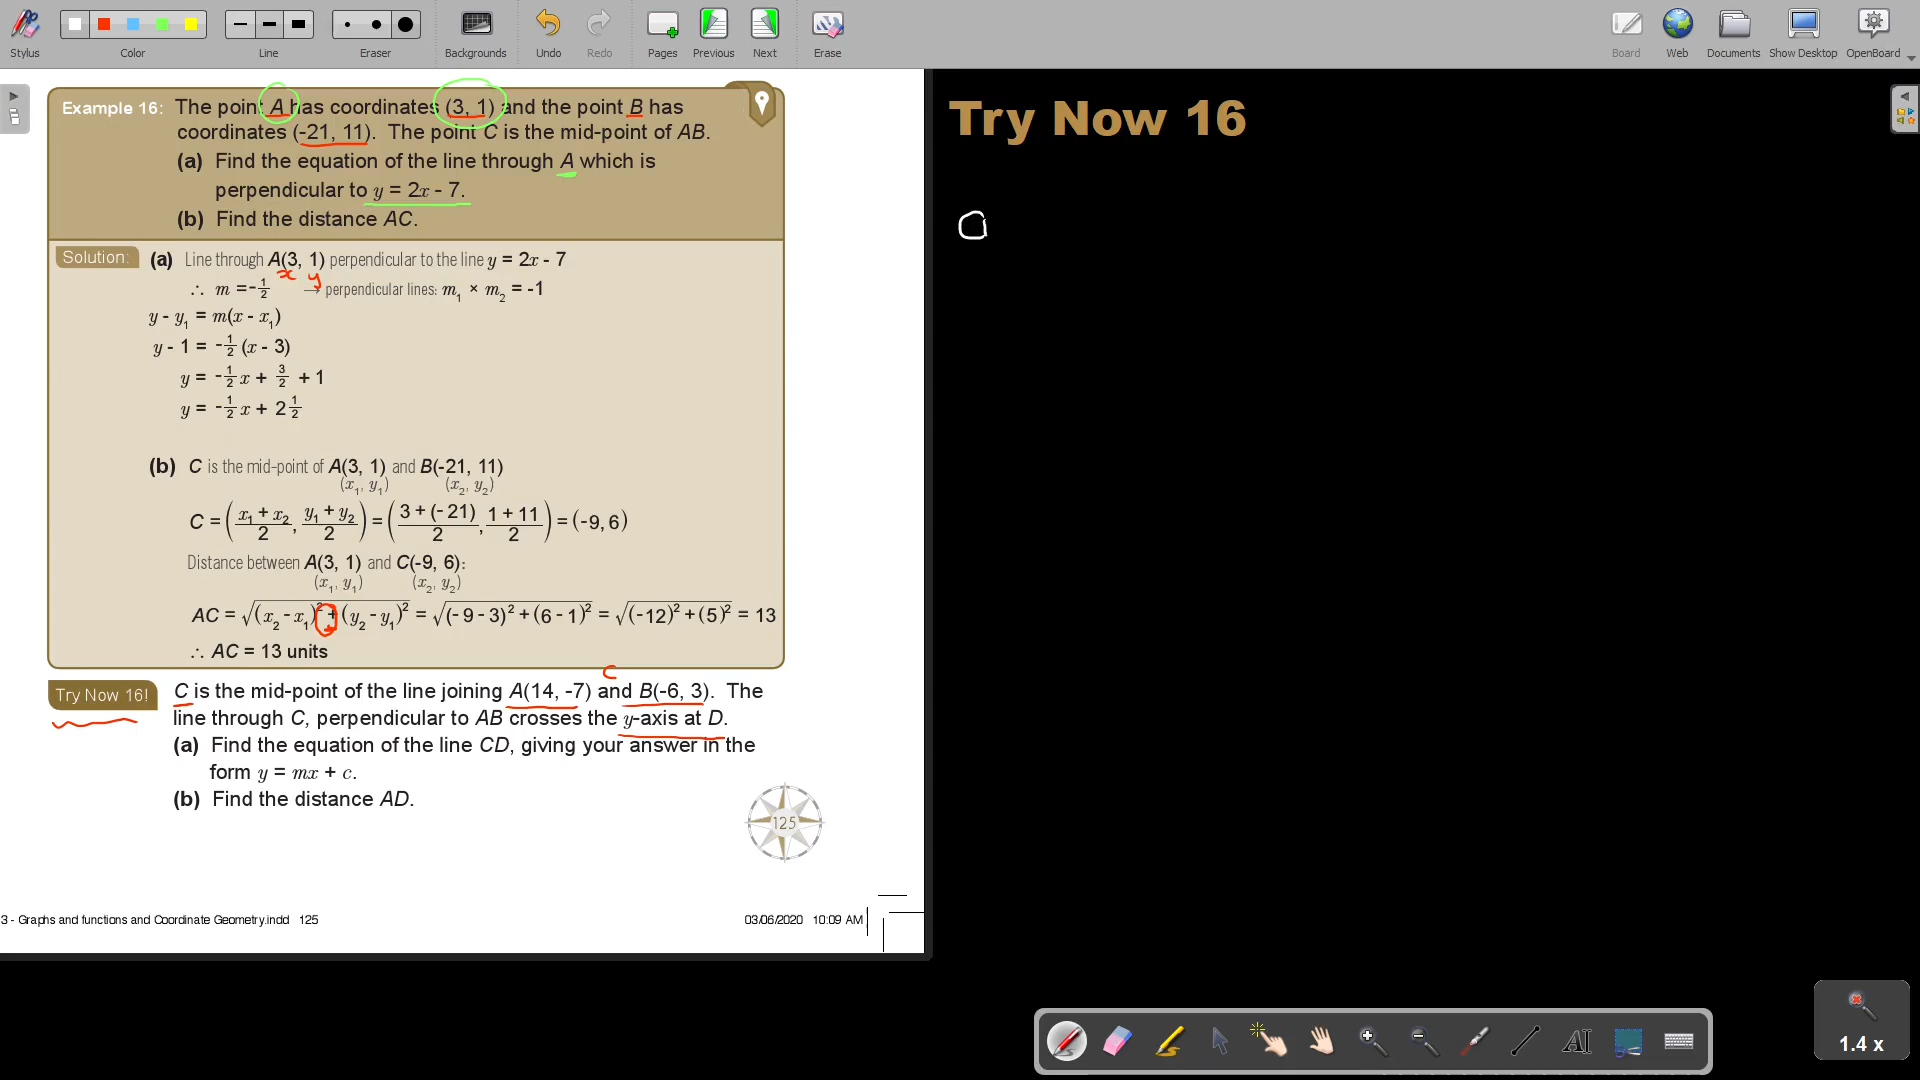 Stylus Color Line Eraser Backgrounds Undo Redo Pages Previous Next Erase Board Web Documents Show Desktop OpenBoard
Example 16: The point A has coordinates (3, 1) and the point B has
coordinates (-21, 11). The point C is the mid-point of AB.
(a) Find the equation of the line through A which is
perpendicular to y = 2x - 7.
(b) Find the distance AC.
Solution: (a) Line through A(3, 1) perpendicular to the line y = 2x - 7
x y
∴ m = -1/2 → perpendicular lines: m₁ × m₂ = -1
y - y₁ = m(x - x₁)
y - 1 = -1/2 (x - 3)
y = -1/2 x + 3/2 + 1
y = -1/2 x + 2 1/2
(b) C is the mid-point of A(3, 1) and B(-21, 11)
(x₁, y₁) (x₂, y₂)
C = ( (x₁ + x₂)/2 , (y₁ + y₂)/2 ) = ( (3 + (-21))/2 , (1 + 11)/2 ) = (-9, 6)
Distance between A(3, 1) and C(-9, 6):
(x₁, y₁) (x₂, y₂)
AC = √((x₂ - x₁)² + (y₂ - y₁)²) = √((-9 - 3)² + (6 - 1)²) = √((-12)² + (5)²) = 13
∴ AC = 13 units
C
Try Now 16! C is the mid-point of the line joining A(14, -7) and B(-6, 3). The
line through C, perpendicular to AB crosses the y-axis at D.
(a) Find the equation of the line CD, giving your answer in the
form y = mx + c.
(b) Find the distance AD.
125
3 - Graphs and functions and Coordinate Geometry.indd 125 03/06/2020 10:09 AM
Try Now 16
a
1.4 x